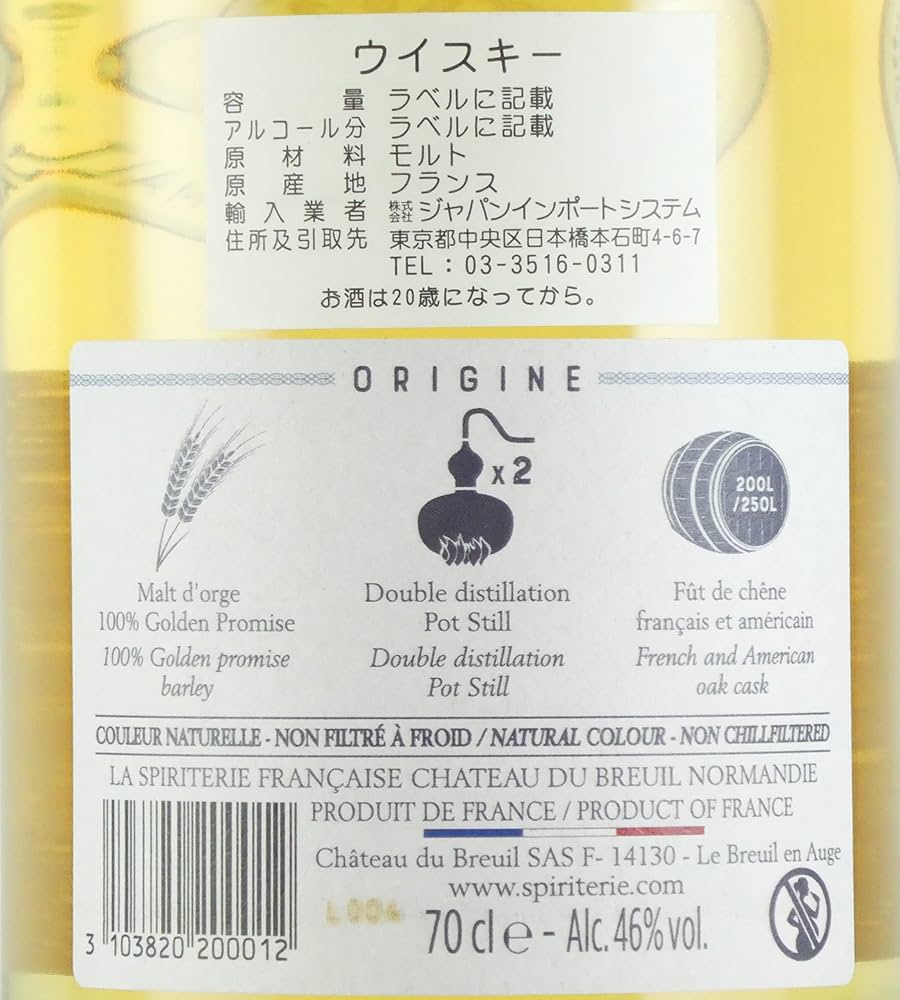 ウイスキー
容量 ラベルに記載
アルコール分 ラベルに記載
原材料 モルト
原産地 フランス
輸入業者 株式会社ジャパンインポートシステム
住所及引取先 東京都中央区日本橋本石町4-6-7
TEL : 03-3516-0311
お酒は20歳になってから。
ORIGINE
x 2
200L
/250L
Malt d'orge
100% Golden Promise
100% Golden promise
barley
Double distillation
Pot Still
Double distillation
Pot Still
Fût de chêne
français et américain
French and American
oak cask
COULEUR NATURELLE - NON FILTRÉ À FROID / NATURAL COLOUR - NON CHILLFILTERED
LA SPIRITERIE FRANÇAISE CHATEAU DU BREUIL NORMANDIE
PRODUIT DE FRANCE / PRODUCT OF FRANCE
Château du Breuil SAS F- 14130 - Le Breuil en Auge
www.spiriterie.com
L004
70 cl e - Alc. 46% vol.
3 103820 200012